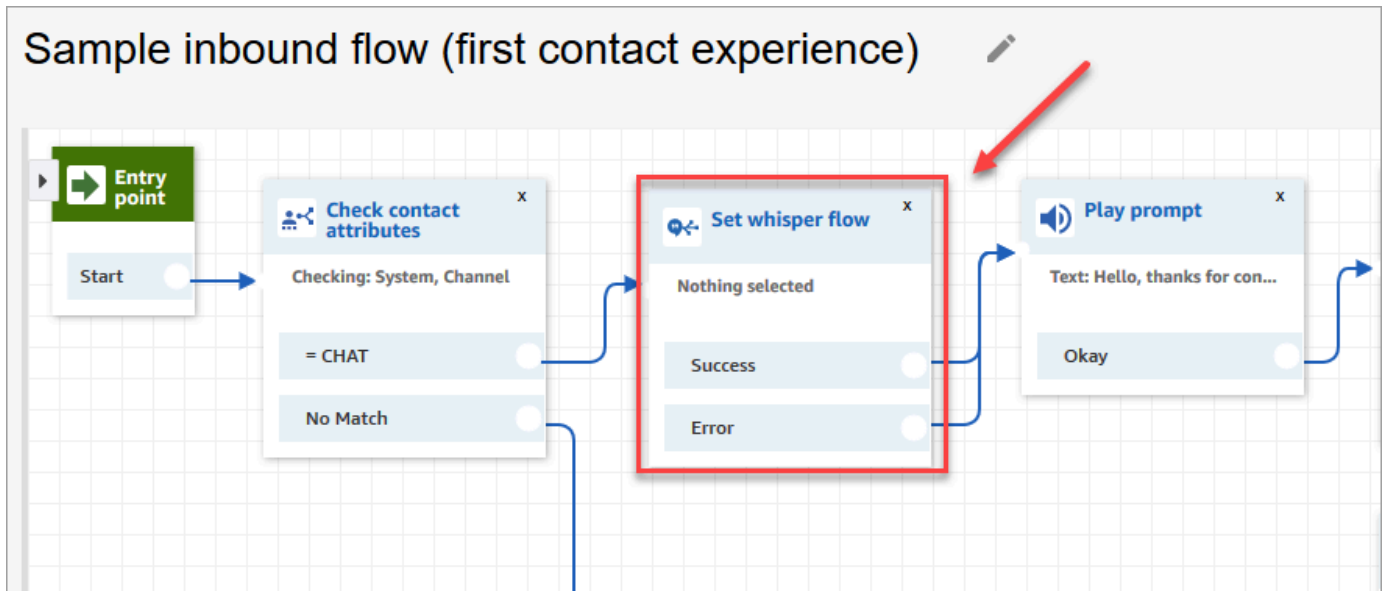 Sample inbound flow (first contact experience)
Entry
point
Start
Check contact
attributes
x
Checking: System, Channel
= CHAT
No Match
Set whisper flow
x
Nothing selected
Success
Error
Play prompt
x
Text: Hello, thanks for con...
Okay